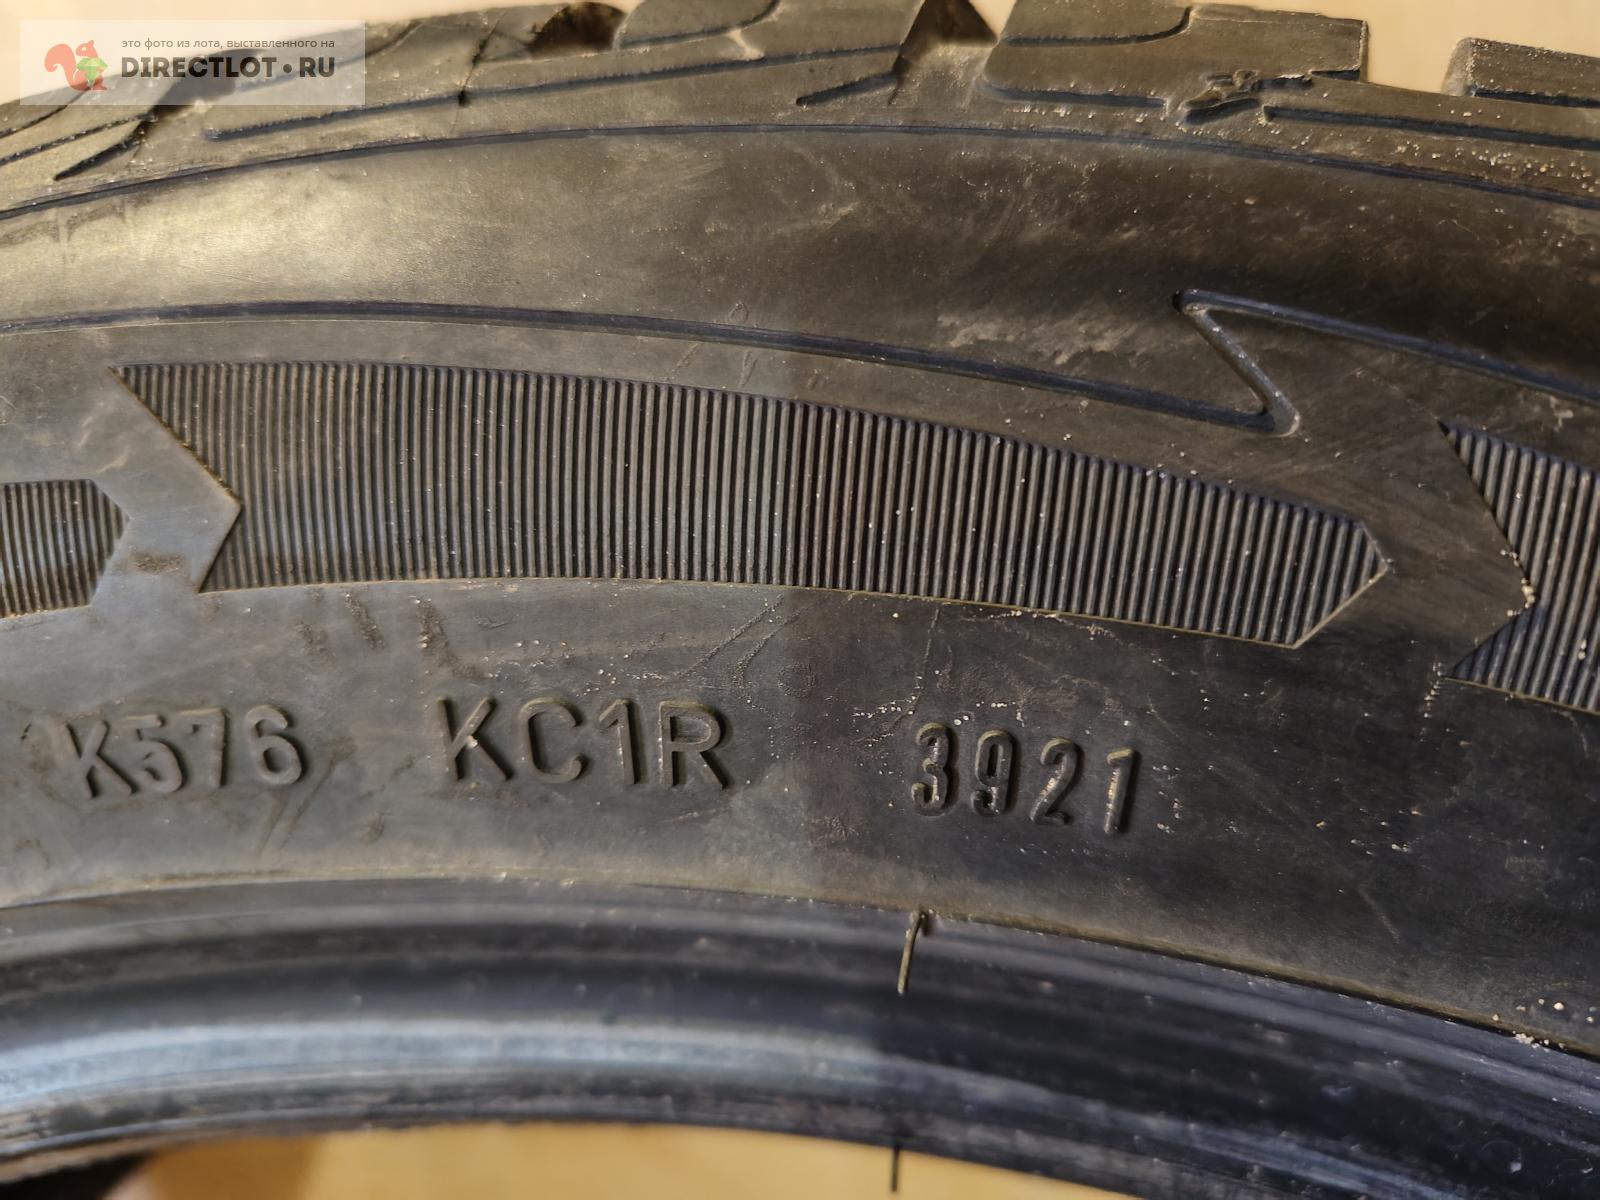 это фото из лота, выставленного на
DIRECTLOT•RU
K576 KC1R 3921